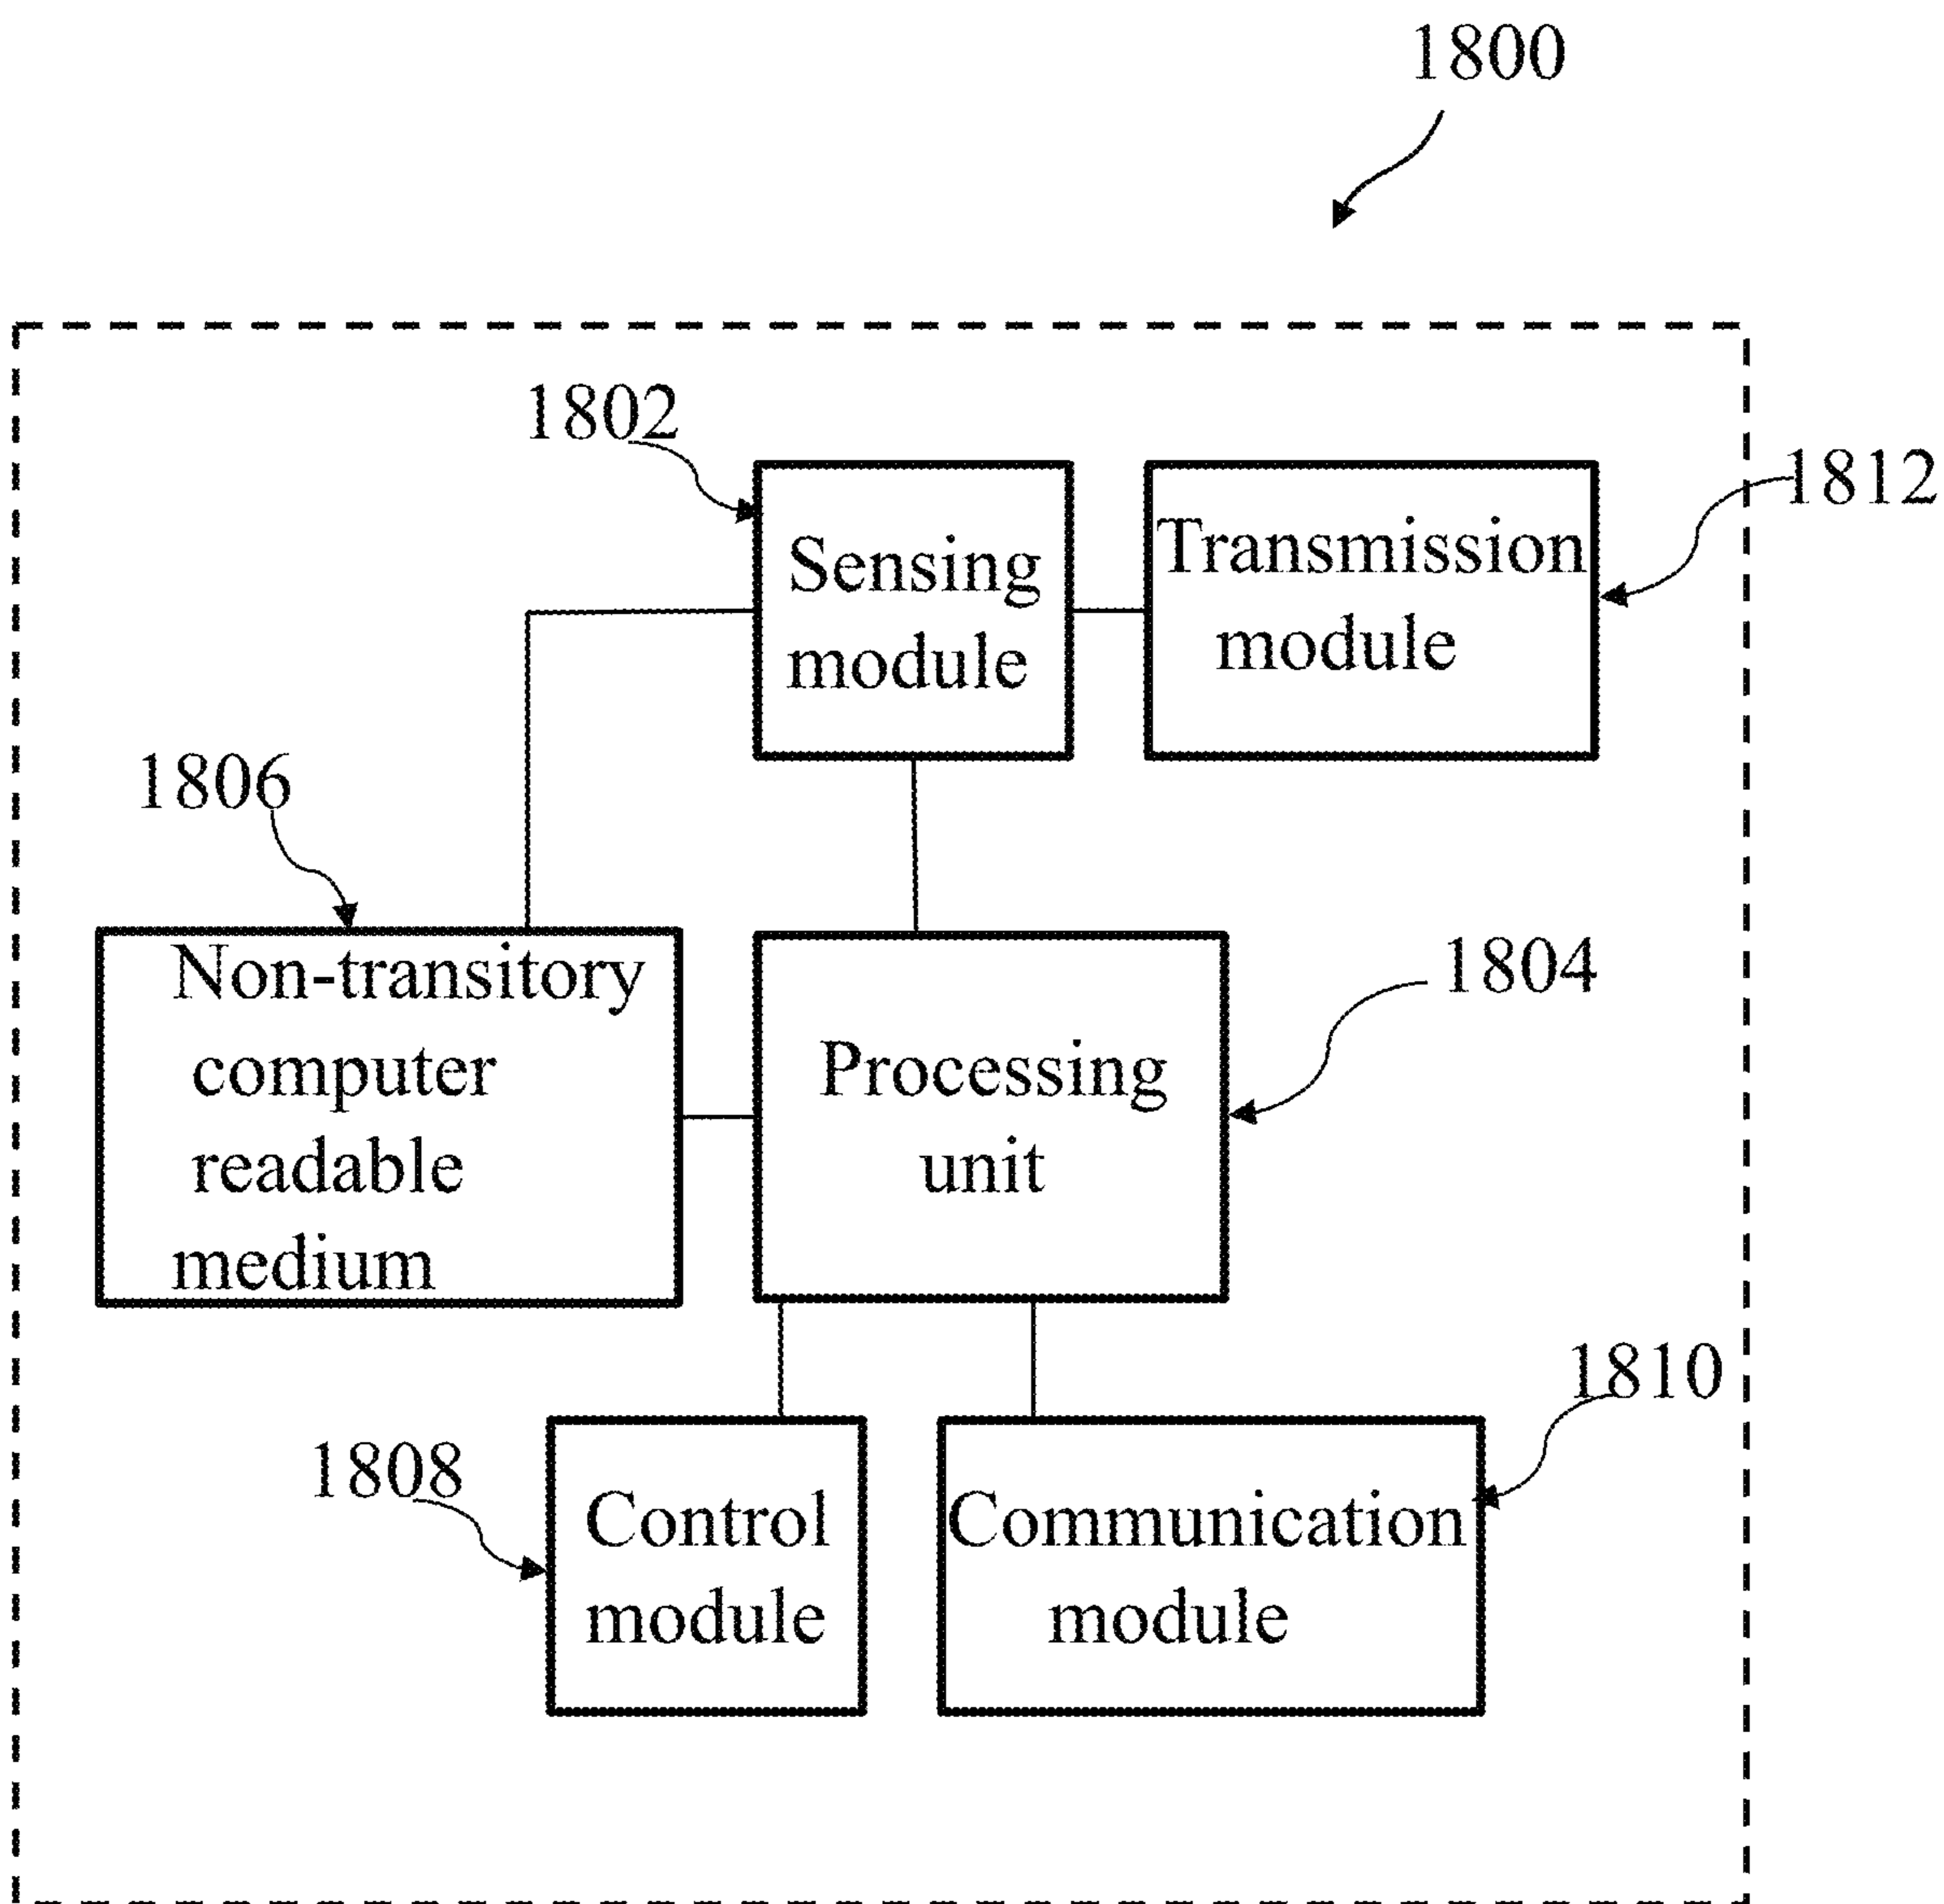 1800
1802
1812
Sensing
module
Transmission
module
1806
Non-transitory
computer
readable
medium
1804
Processing
unit
1810
1808
Control
module
Communication
module